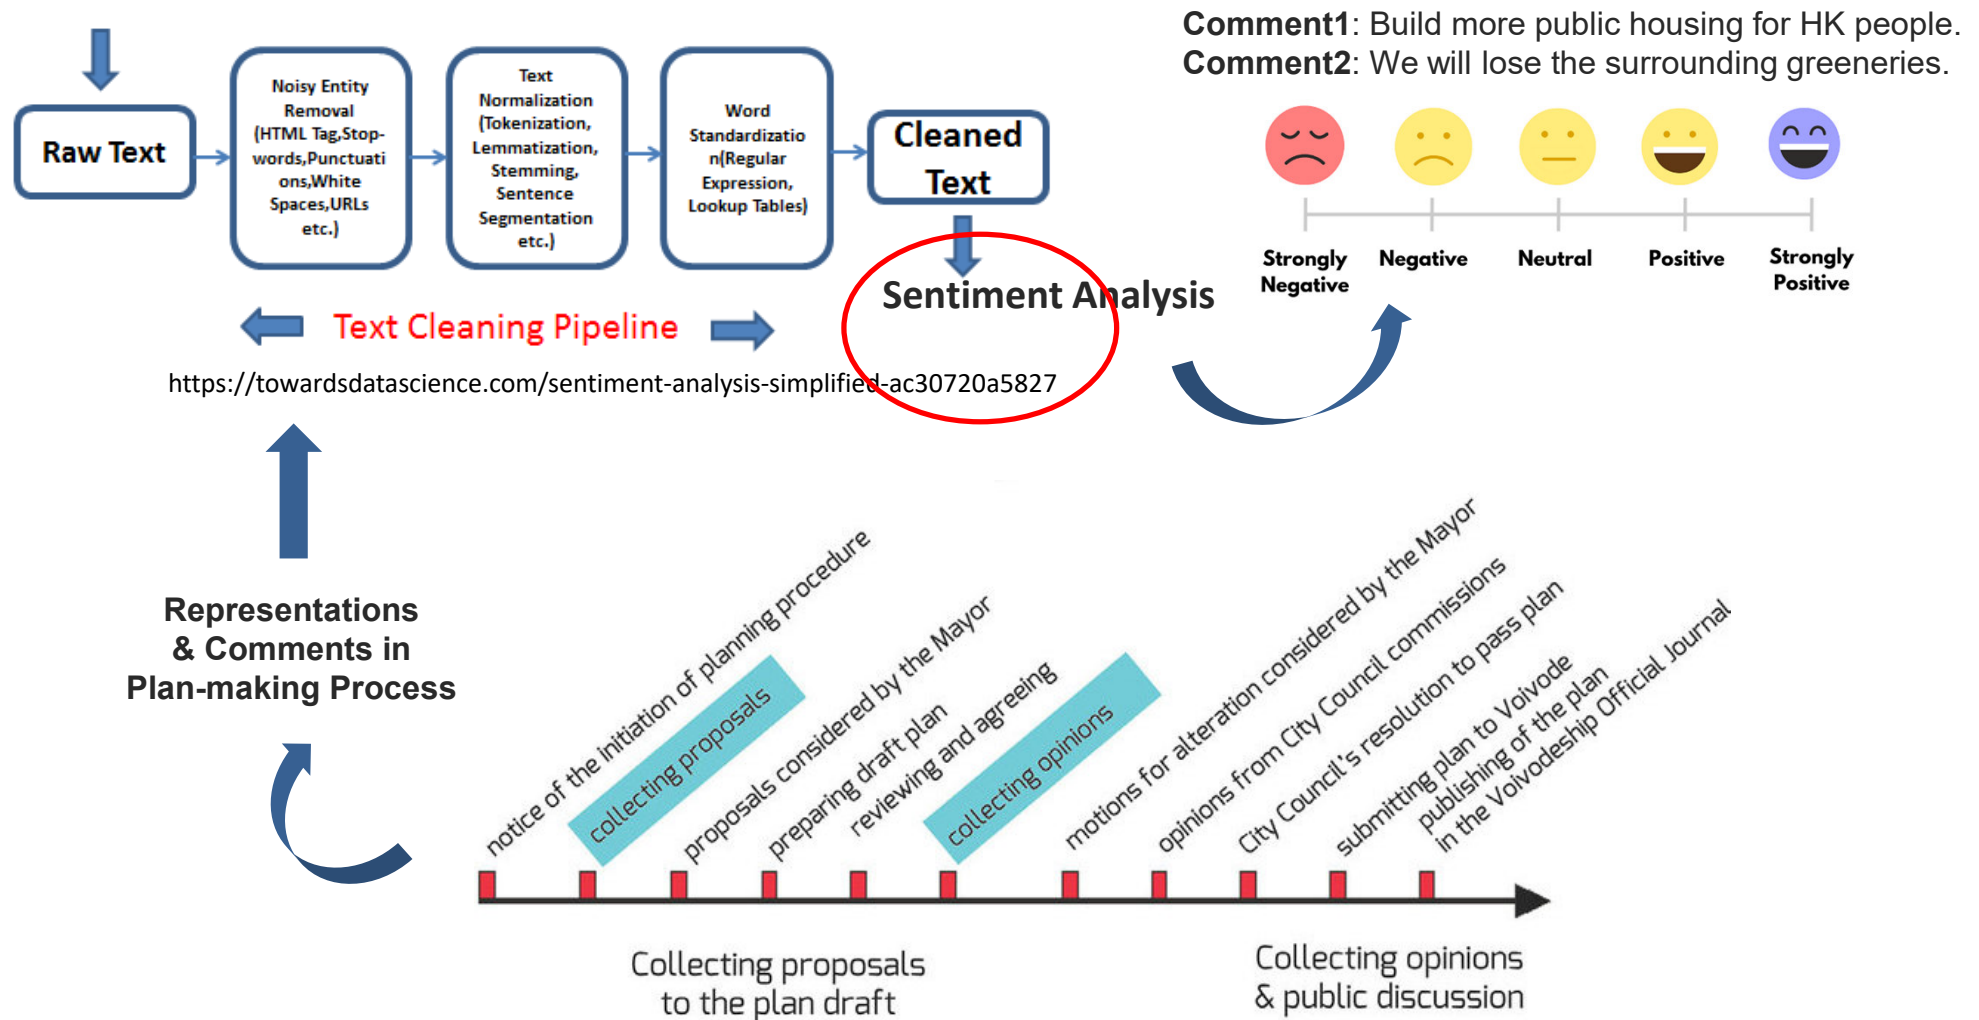 Comment1: Build more public housing for HK people.
Comment2: We will lose the surrounding greeneries.
Raw Text
Noisy Entity
Removal
(HTML Tag,Stop-
words,Punctuati
ons,White
Spaces,URLs
etc.)
Text
Normalization
(Tokenization,
Lemmatization,
Stemming,
Sentence
Segmentation
etc.)
Word
Standardizatio
n(Regular
Expression,
Lookup Tables)
Cleaned
Text
Strongly
Negative
Negative
Neutral
Positive
Strongly
Positive
Sentiment Analysis
Text Cleaning Pipeline
https://towardsdatascience.com/sentiment-analysis-simplified-ac30720a5827
Representations
& Comments in
Plan-making Process
notice of the initiation of planning procedure
collecting proposals
proposals considered by the Mayor
preparing draft plan
reviewing and agreeing
collecting opinions
motions for alteration considered by the Mayor
opinions from City Council commissions
City Council's resolution to pass plan
submitting plan to Voivode
publishing of the plan
in the Voivodeship Official Journal
Collecting proposals
to the plan draft
Collecting opinions
& public discussion